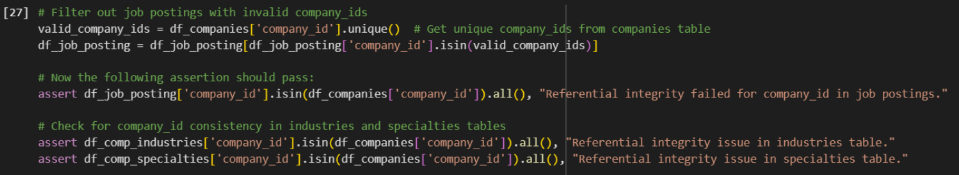 [27] # Filter out job postings with invalid company_ids
valid_company_ids = df_companies['company_id'].unique()  # Get unique company_ids from companies table
df_job_posting = df_job_posting[df_job_posting['company_id'].isin(valid_company_ids)]
# Now the following assertion should pass:
assert df_job_posting['company_id'].isin(df_companies['company_id']).all(), "Referential integrity failed for company_id in job postings."
# Check for company_id consistency in industries and specialties tables
assert df_comp_industries['company_id'].isin(df_companies['company_id']).all(), "Referential integrity issue in industries table."
assert df_comp_specialties['company_id'].isin(df_companies['company_id']).all(), "Referential integrity issue in specialties table."